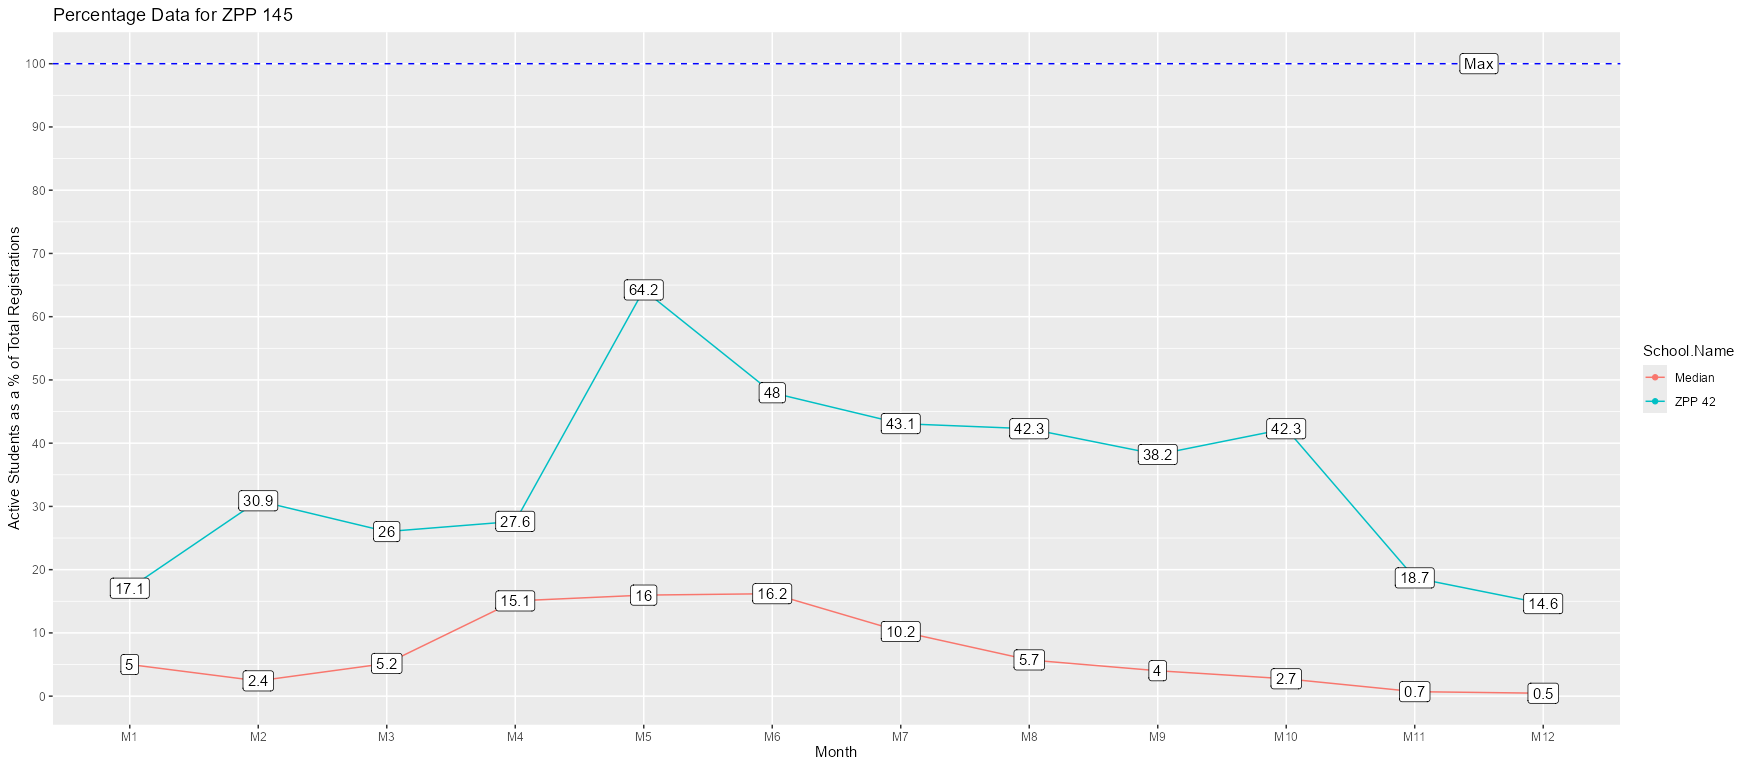 Percentage Data for ZPP 145
Active Students as a % of Total Registrations
100
90
80
70
60
50
40
30
20
10
0
Max
17.1
30.9
26
27.6
64.2
48
43.1
42.3
38.2
42.3
18.7
14.6
5
2.4
5.2
15.1
16
16.2
10.2
5.7
4
2.7
0.7
0.5
M1
M2
M3
M4
M5
M6
M7
M8
M9
M10
M11
M12
Month
School.Name
Median
ZPP 42